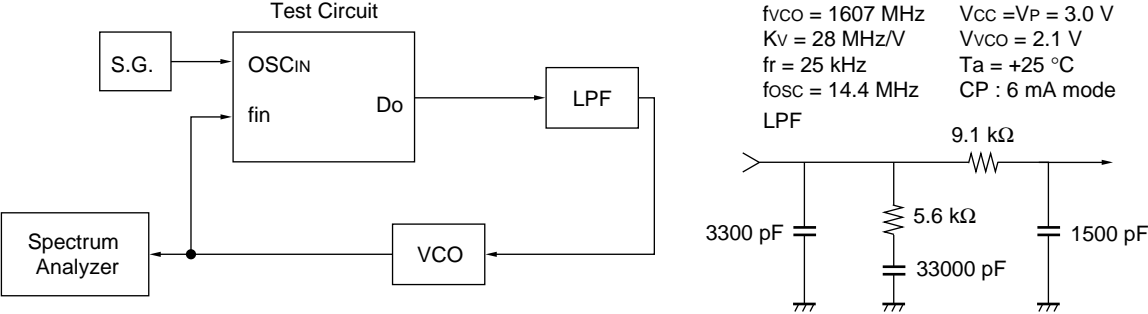 Test Circuit
S.G.
OSCIN
fin
Do
LPF
VCO
Spectrum
Analyzer
fVCO = 1607 MHz
KV = 28 MHz/V
fr = 25 kHz
fOSC = 14.4 MHz
VCC =VP = 3.0 V
VVCO = 2.1 V
Ta = +25 °C
CP : 6 mA mode
LPF
9.1 kΩ
5.6 kΩ
3300 pF
33000 pF
1500 pF